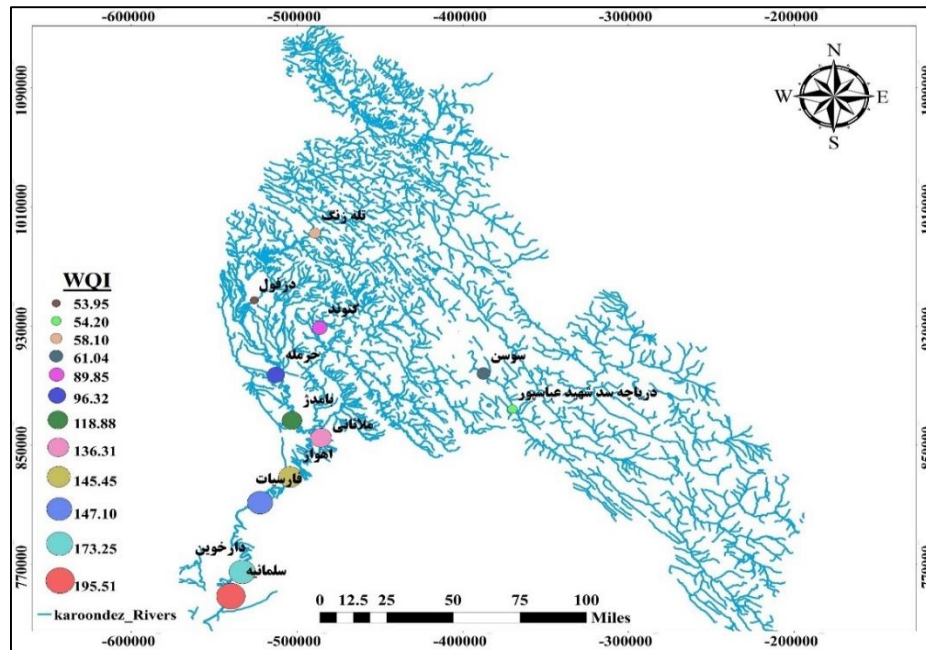 -600000 -500000 -400000 -300000 -200000
1090000 1090000
N
W E
S
1010000 1010000
تله زنگ
WQI
دزفول
53.95
54.20
کتوند
930000 930000
58.10
61.04
حرمله
سوسن
89.85
دریاچه سد شهید عباسپور
96.32
بامدژ
118.88
ملاثانی
850000 850000
136.31
اهواز
145.45
فارسیات
147.10
دارخوین
173.25
سلمانیه
770000 770000
195.51
0 12.5 25 50 75 100
Miles
karoondez_Rivers
-600000 -500000 -400000 -300000 -200000